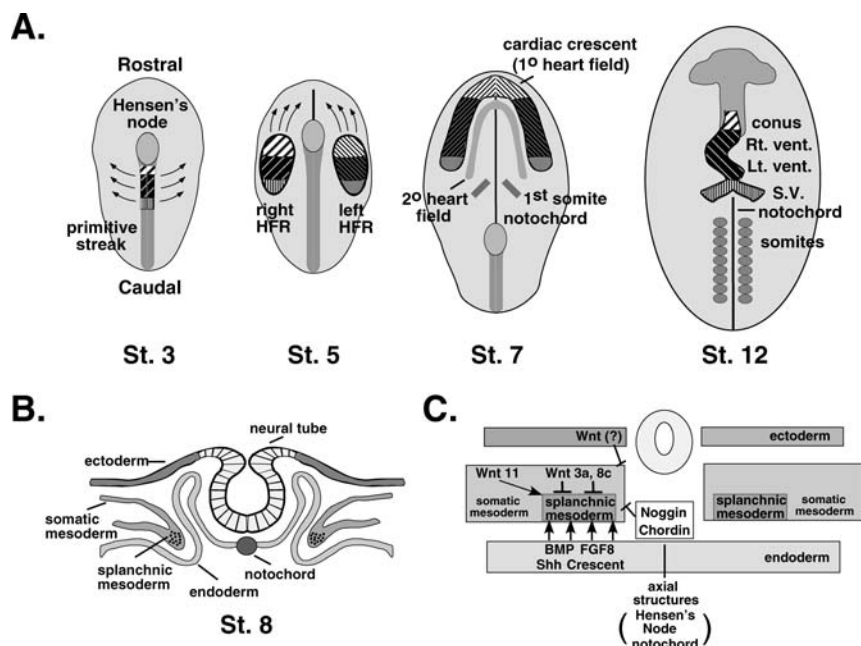 A.
Rostral
Hensen's
node
primitive
streak
Caudal
St. 3
right
HFR
left
HFR
St. 5
cardiac crescent
(1º heart field)
2º heart
field
1st somite
notochord
St. 7
conus
Rt. vent.
Lt. vent.
S.V.
notochord
somites
St. 12
B.
neural tube
ectoderm
somatic
mesoderm
splanchnic
mesoderm
endoderm
notochord
St. 8
C.
Wnt (?)
ectoderm
Wnt 11
Wnt 3a, 8c
somatic
mesoderm
splanchnic
mesoderm
Noggin
Chordin
splanchnic
mesoderm
somatic
mesoderm
BMP FGF8
Shh Crescent
endoderm
axial
structures
( Hensen's
Node
notochord )